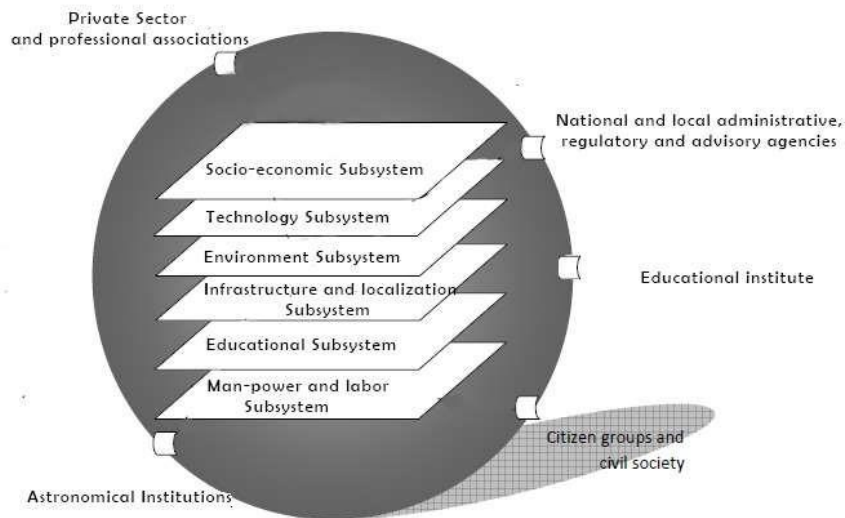 Private Sector
and professional associations
National and local administrative,
regulatory and advisory agencies
Socio-economic Subsystem
Technology Subsystem
Environment Subsystem
Educational institute
Infrastructure and localization
Subsystem
Educational Subsystem
Man-power and labor
Subsystem
Citizen groups and
civil society
Astronomical Institutions